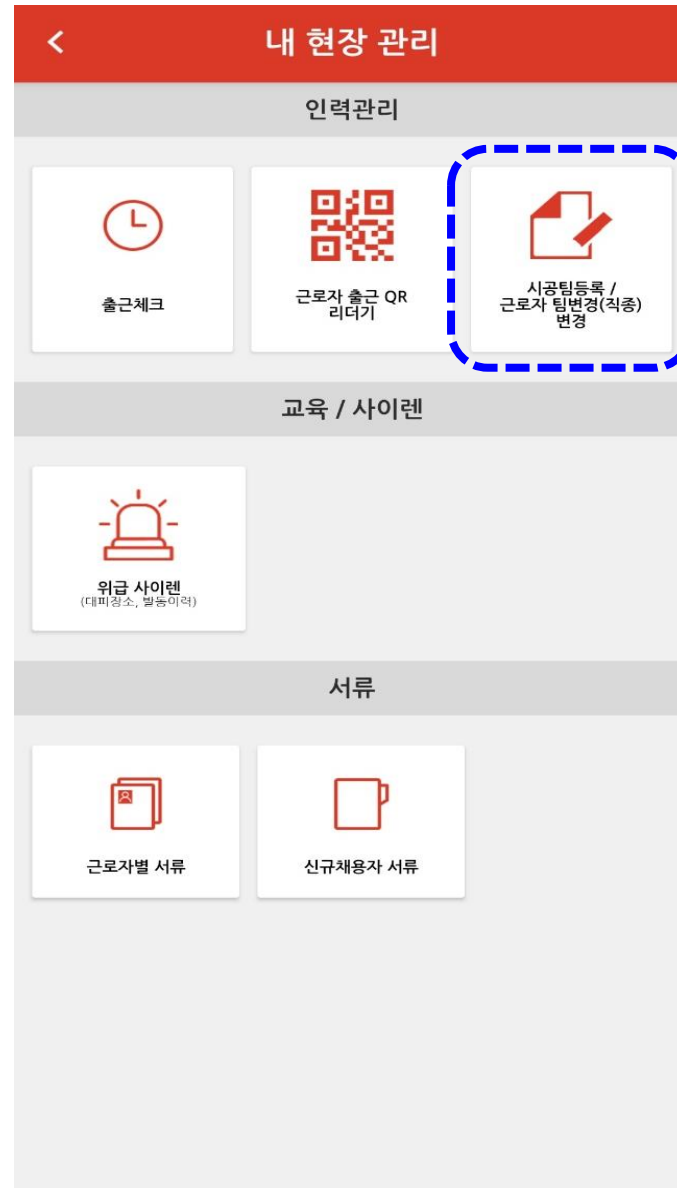 내 현장 관리
인력관리
출근체크
근로자 출근 QR
리더기
시공팀등록 /
근로자 팀변경(직종)
변경
교육 / 사이렌
위급 사이렌
(대피장소, 발동이력)
서류
근로자별 서류
신규채용자 서류